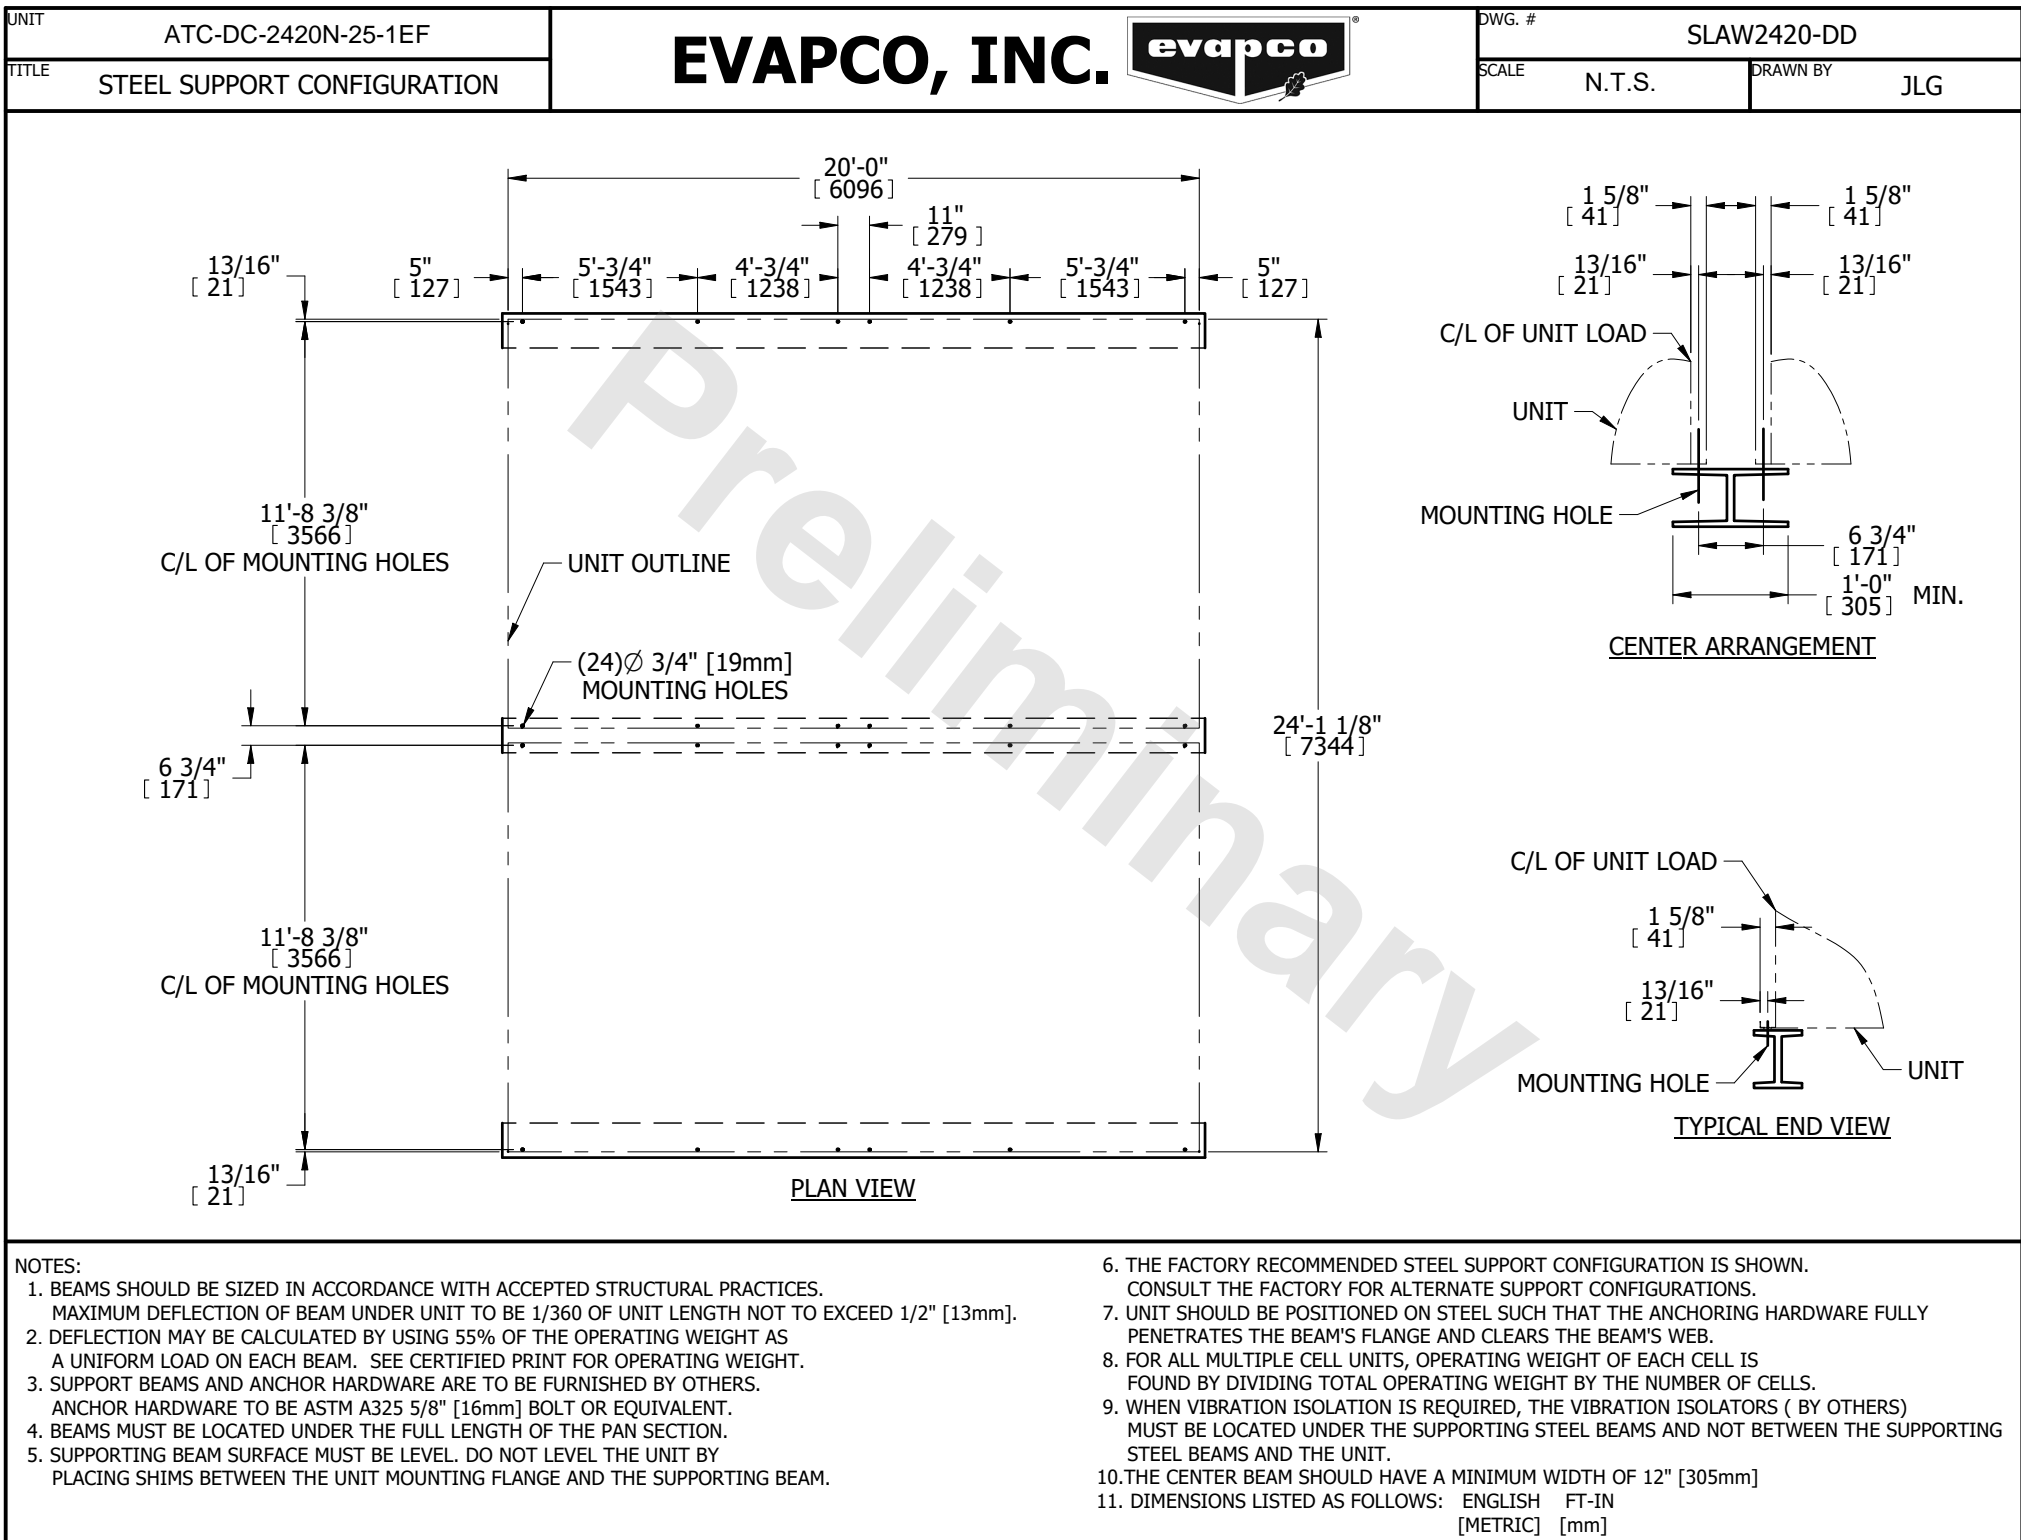 UNIT
ATC-DC-2420N-25-1EF
TITLE
STEEL SUPPORT CONFIGURATION
EVAPCO, INC.
evapco
®
DWG. #
SLAW2420-DD
SCALE
N.T.S.
DRAWN BY
JLG
20'-0"
[ 6096 ]
11"
[ 279 ]
13/16"
[ 21 ]
5"
[ 127 ]
5'-3/4"
[ 1543 ]
4'-3/4"
[ 1238 ]
4'-3/4"
[ 1238 ]
5'-3/4"
[ 1543 ]
5"
[ 127 ]
11'-8 3/8"
[ 3566 ]
C/L OF MOUNTING HOLES
UNIT OUTLINE
(24)Ø 3/4" [19mm]
MOUNTING HOLES
6 3/4"
[ 171 ]
24'-1 1/8"
[ 7344 ]
11'-8 3/8"
[ 3566 ]
C/L OF MOUNTING HOLES
13/16"
[ 21 ]
PLAN VIEW
Preliminary
1 5/8"
[ 41 ]
1 5/8"
[ 41 ]
13/16"
[ 21 ]
13/16"
[ 21 ]
C/L OF UNIT LOAD
UNIT
MOUNTING HOLE
6 3/4"
[ 171 ]
1'-0"
[ 305 ] MIN.
CENTER ARRANGEMENT
C/L OF UNIT LOAD
1 5/8"
[ 41 ]
13/16"
[ 21 ]
MOUNTING HOLE
UNIT
TYPICAL END VIEW
NOTES:
1. BEAMS SHOULD BE SIZED IN ACCORDANCE WITH ACCEPTED STRUCTURAL PRACTICES.
MAXIMUM DEFLECTION OF BEAM UNDER UNIT TO BE 1/360 OF UNIT LENGTH NOT TO EXCEED 1/2" [13mm].
2. DEFLECTION MAY BE CALCULATED BY USING 55% OF THE OPERATING WEIGHT AS
A UNIFORM LOAD ON EACH BEAM. SEE CERTIFIED PRINT FOR OPERATING WEIGHT.
3. SUPPORT BEAMS AND ANCHOR HARDWARE ARE TO BE FURNISHED BY OTHERS.
ANCHOR HARDWARE TO BE ASTM A325 5/8" [16mm] BOLT OR EQUIVALENT.
4. BEAMS MUST BE LOCATED UNDER THE FULL LENGTH OF THE PAN SECTION.
5. SUPPORTING BEAM SURFACE MUST BE LEVEL. DO NOT LEVEL THE UNIT BY
PLACING SHIMS BETWEEN THE UNIT MOUNTING FLANGE AND THE SUPPORTING BEAM.
6. THE FACTORY RECOMMENDED STEEL SUPPORT CONFIGURATION IS SHOWN.
CONSULT THE FACTORY FOR ALTERNATE SUPPORT CONFIGURATIONS.
7. UNIT SHOULD BE POSITIONED ON STEEL SUCH THAT THE ANCHORING HARDWARE FULLY
PENETRATES THE BEAM'S FLANGE AND CLEARS THE BEAM'S WEB.
8. FOR ALL MULTIPLE CELL UNITS, OPERATING WEIGHT OF EACH CELL IS
FOUND BY DIVIDING TOTAL OPERATING WEIGHT BY THE NUMBER OF CELLS.
9. WHEN VIBRATION ISOLATION IS REQUIRED, THE VIBRATION ISOLATORS ( BY OTHERS)
MUST BE LOCATED UNDER THE SUPPORTING STEEL BEAMS AND NOT BETWEEN THE SUPPORTING
STEEL BEAMS AND THE UNIT.
10.THE CENTER BEAM SHOULD HAVE A MINIMUM WIDTH OF 12" [305mm]
11. DIMENSIONS LISTED AS FOLLOWS: ENGLISH FT-IN
[METRIC] [mm]